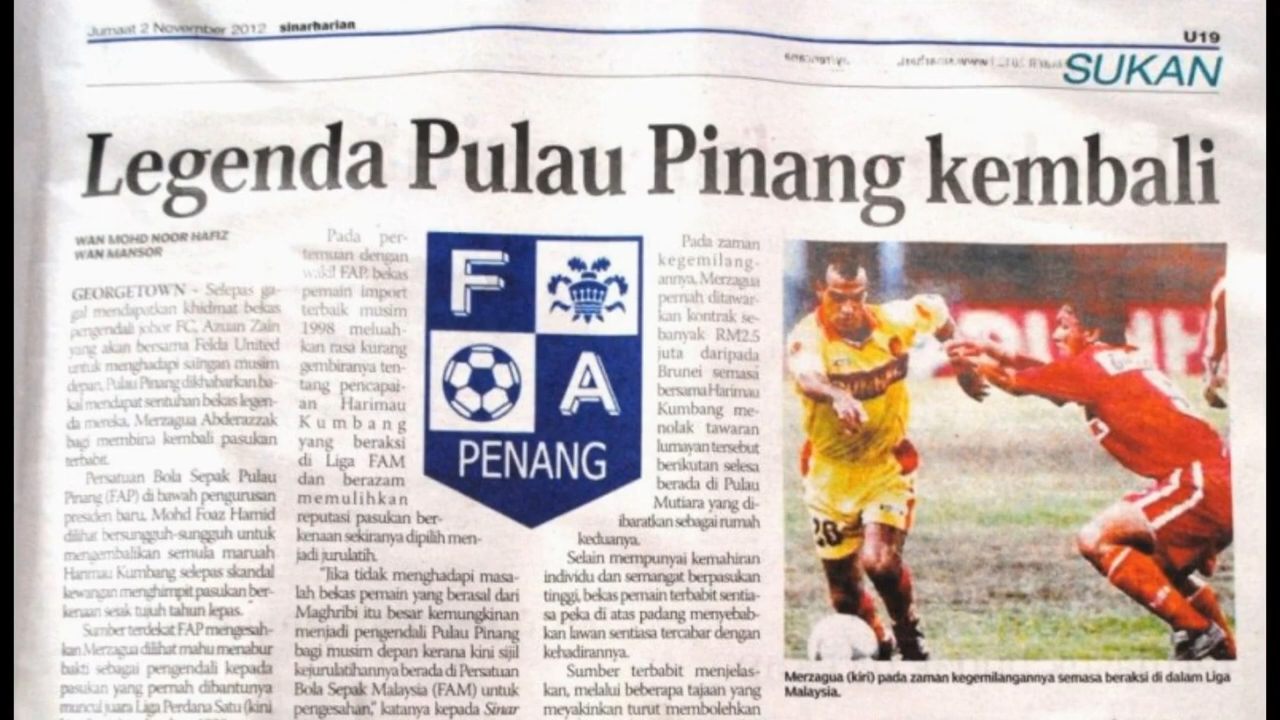 Jumaat 2 November 2012 sinarharian
U19
SUKAN
Legenda Pulau Pinang kembali
WAN MOHD NOOR HAFIZ
WAN MANSOR
GEORGETOWN - Selepas ga-
gal mendapatkan khidmat bekas
pengendali Johor FC, Azuan Zain
yang akan bersama Felda United
untuk menghadapi saingan musim
depan, Pulau Pinang dikhabarkan ba-
kal mendapat sentuhan bekas legen-
da mereka, Merzagua Abderazzak
bagi membina kembali pasukan
terbabit.
Persatuan Bola Sepak Pulau
Pinang (FAP) di bawah pengurusan
presiden baru, Mohd Foaz Hamid
dilihat bersungguh-sungguh untuk
mengembalikan semula maruah
Harimau Kumbang selepas skandal
kewangan menghimpit pasukan ber-
kenaan sejak tujuh tahun lepas.
Sumber terdekat FAP mengesah-
kan Merzagua dilihat mahu menabur
bakti sebagai pengendali kepada
pasukan yang pernah dibantunya
muncul juara Liga Perdana Satu (kini
Pada per-
temuan dengan
wakil FAP, bekas
pemain import
terbaik musim
1998 meluah-
kan rasa kurang
gembiranya ten-
tang pencapai-
an Harimau
Kumbang
yang beraksi
di Liga FAM
dan berazam
memulihkan
reputasi pasukan ber-
kenaan sekiranya dipilih men-
jadi jurulatih.
"Jika tidak menghadapi masa-
lah bekas pemain yang berasal dari
Maghribi itu besar kemungkinan
menjadi pengendali Pulau Pinang
bagi musim depan kerana kini sijil
kejurulatihannya berada di Persatuan
Bola Sepak Malaysia (FAM) untuk
pengesahan," katanya kepada Sinar
F
A
PENANG
Pada zaman
kegemilang-
annya, Merzagua
pernah ditawar-
kan kontrak se-
banyak RM2.5
juta daripada
Brunei semasa
bersama Harimau
Kumbang me-
nolak tawaran
lumayan tersebut
berikutan selesa
berada di Pulau
Mutiara yang di-
ibaratkan sebagai rumah
keduanya.
Selain mempunyai kemahiran
individu dan semangat berpasukan
tinggi, bekas pemain terbabit sentia-
sa peka di atas padang menyebab-
kan lawan sentiasa tercabar dengan
kehadirannya.
Sumber terbabit menjelas-
kan, melalui beberapa tajaan yang
meyakinkan turut membolehkan
20
Merzagua (kiri) pada zaman kegemilangannya semasa beraksi di dalam Liga
Malaysia.